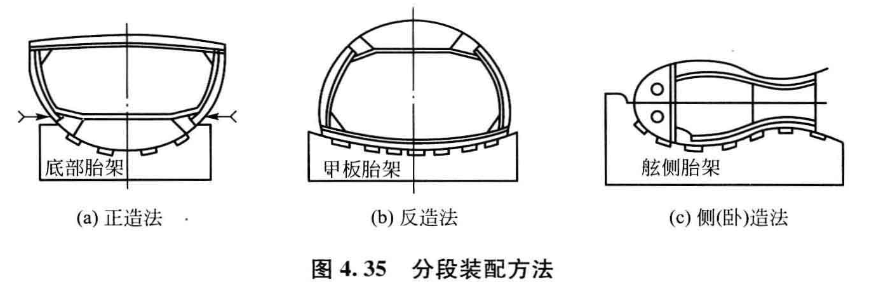 底部胎架
甲板胎架
舷侧胎架
(a) 正造法
(b) 反造法
(c) 侧(卧)造法
图 4.35 分段装配方法